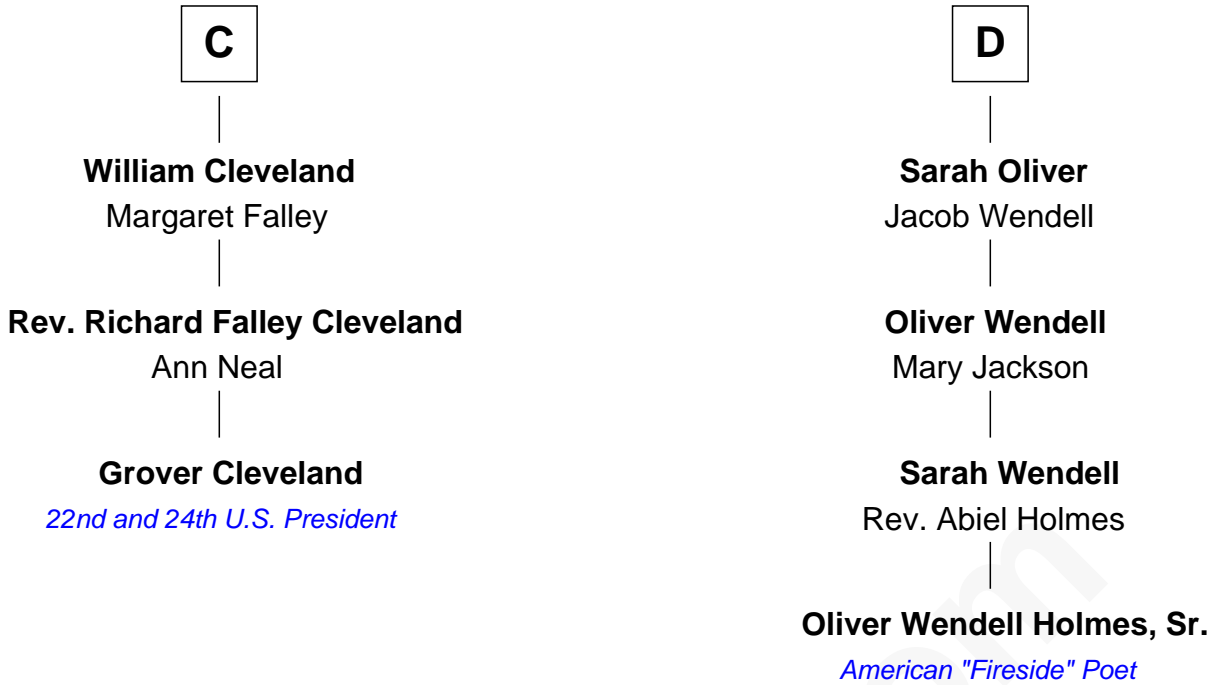 C
William Cleveland
Margaret Falley
Rev. Richard Falley Cleveland
Ann Neal
Grover Cleveland
22nd and 24th U.S. President
D
Sarah Oliver
Jacob Wendell
Oliver Wendell
Mary Jackson
Sarah Wendell
Rev. Abiel Holmes
Oliver Wendell Holmes, Sr.
American "Fireside" Poet